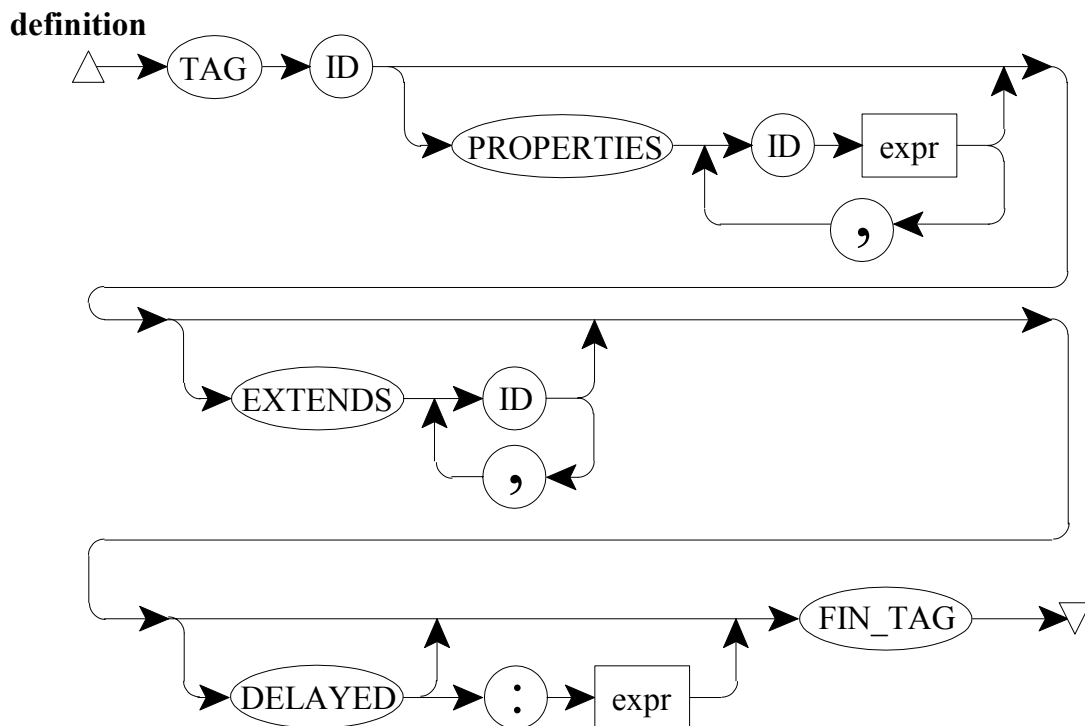 definition
TAG ID
PROPERTIES ID expr
,
EXTENDS ID
,
FIN_TAG
DELAYED : expr